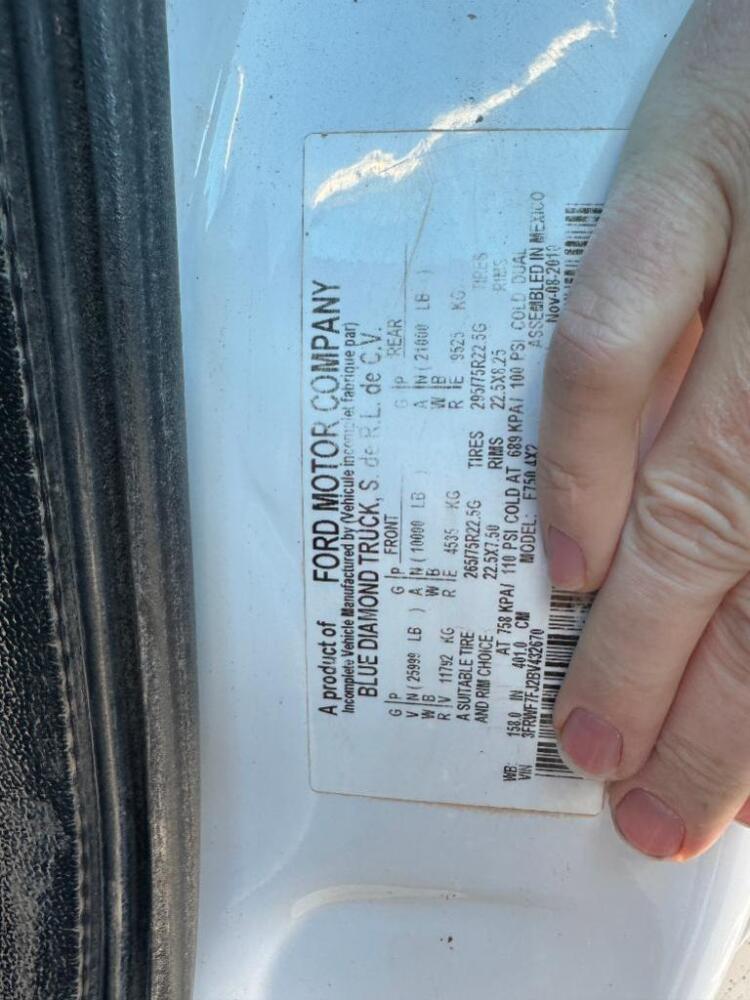 A product of FORD MOTOR COMPANY
Incomplete Vehicle Manufactured by (Vehicule incomplet fabrique par)
BLUE DIAMOND TRUCK, S. de R.L. de C.V.
FRONT REAR
G P G P G P
V N ( 25999 LB ) A N ( 10000 LB ) A N ( 21000 LB )
W B W B W B
R V 11792 KG R E 4535 KG R E 9525 KG
A SUITABLE TIRE 265/75R22.5G TIRES 295/75R22.5G TIRES
AND RIM CHOICE 22.5X7.50 RIMS 22.5X8.25 RIMS
AT 758 KPA/ 110 PSI COLD AT 689 KPA/ 100 PSI COLD DUAL
WB: 158.0 IN 401.0 CM MODEL: F750 4X2 ASSEMBLED IN MEXICO
VIN 3FRWF7FJ2BV432670 Nov-08-2010